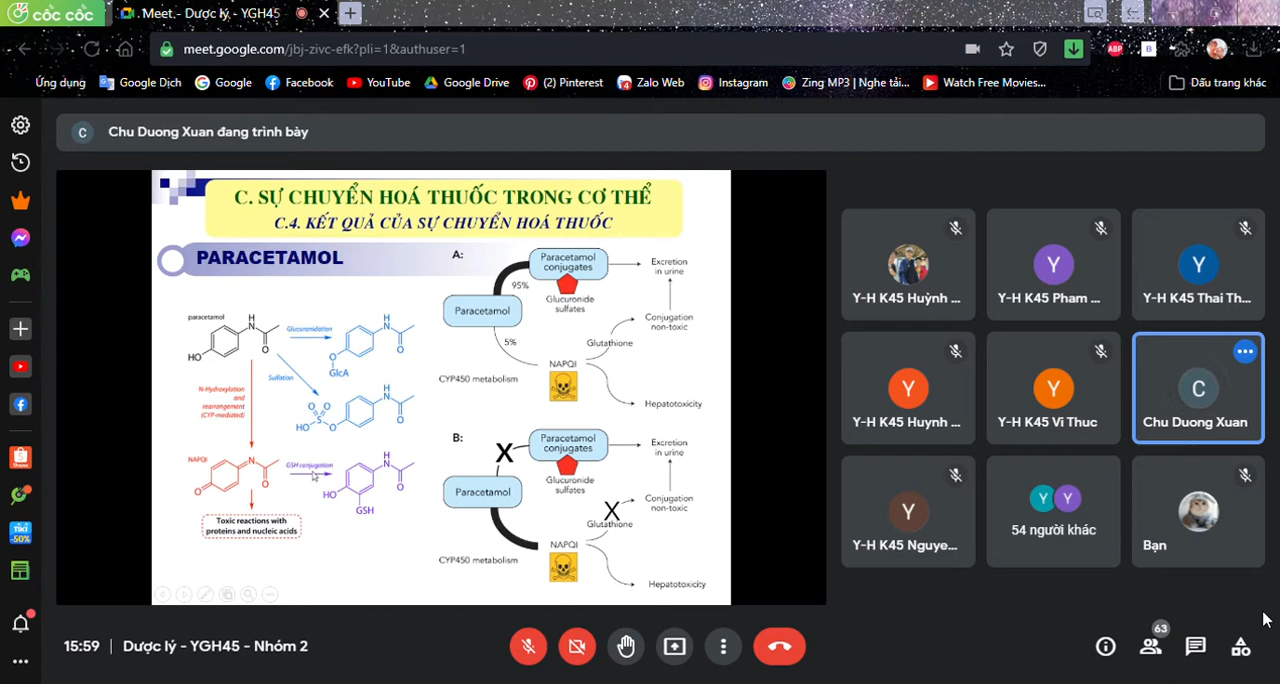 cốc cốc
Meet - Dược lý - YGH45
meet.google.com/jbj-zivc-efk?pli=1&authuser=1
ABP
B
Ứng dụng
Google Dịch
Google
Facebook
YouTube
Google Drive
(2) Pinterest
Zalo Web
Instagram
Zing MP3 | Nghe tải...
Watch Free Movies...
Dấu trang khác
C
Chu Duong Xuan đang trình bày
C. SỰ CHUYỂN HOÁ THUỐC TRONG CƠ THỂ
C.4. KẾT QUẢ CỦA SỰ CHUYỂN HOÁ THUỐC
PARACETAMOL
paracetamol
H
N
O
HO
Glucuronidation
H
N
O
O
GlcA
Sulfation
H
N
O
O
O
S
HO
O
N-Hydroxylation
and
rearrangement
(CYP-mediated)
NAPQI
N
O
O
GSH conjugation
H
N
O
HO
GSH
Toxic reactions with
proteins and nucleic acids
A:
Paracetamol
conjugates
Excretion
in urine
95%
Glucuronide
sulfates
Paracetamol
Conjugation
non-toxic
5%
Glutathione
NAPQI
CYP450 metabolism
Hepatotoxicity
B:
Paracetamol
conjugates
Excretion
in urine
X
Glucuronide
sulfates
Paracetamol
Conjugation
non-toxic
X
Glutathione
NAPQI
CYP450 metabolism
Hepatotoxicity
Y-H K45 Huỳnh ...
Y
Y-H K45 Pham ...
Y
Y-H K45 Thai Th...
Y
Y-H K45 Huynh ...
Y
Y-H K45 Vi Thuc
C
Chu Duong Xuan
Y
Y-H K45 Nguye...
Y
Y
54 người khác
Bạn
Shopee
TIKI
-50%
15:59
Dược lý - YGH45 - Nhóm 2
63